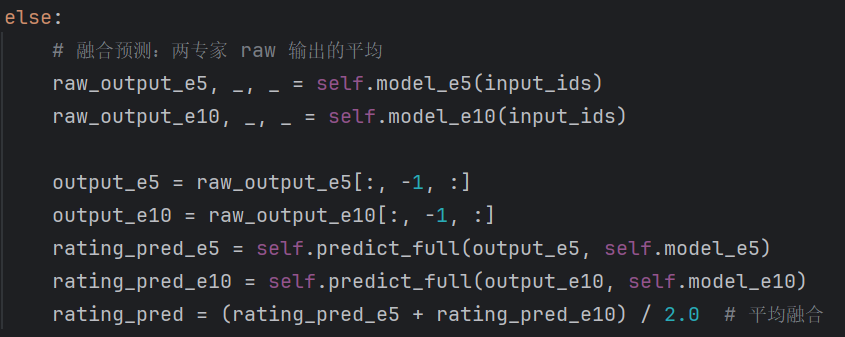 else:
    # 融合预测：两专家 raw 输出的平均
    raw_output_e5, _, _ = self.model_e5(input_ids)
    raw_output_e10, _, _ = self.model_e10(input_ids)

    output_e5 = raw_output_e5[:, -1, :]
    output_e10 = raw_output_e10[:, -1, :]
    rating_pred_e5 = self.predict_full(output_e5, self.model_e5)
    rating_pred_e10 = self.predict_full(output_e10, self.model_e10)
    rating_pred = (rating_pred_e5 + rating_pred_e10) / 2.0  # 平均融合